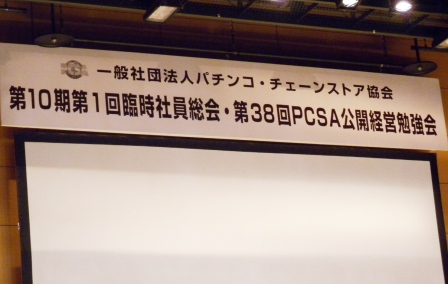 一般社団法人パチンコ・チェーンストア協会
第10期第1回臨時社員総会・第38回PCSA公開経営勉強会